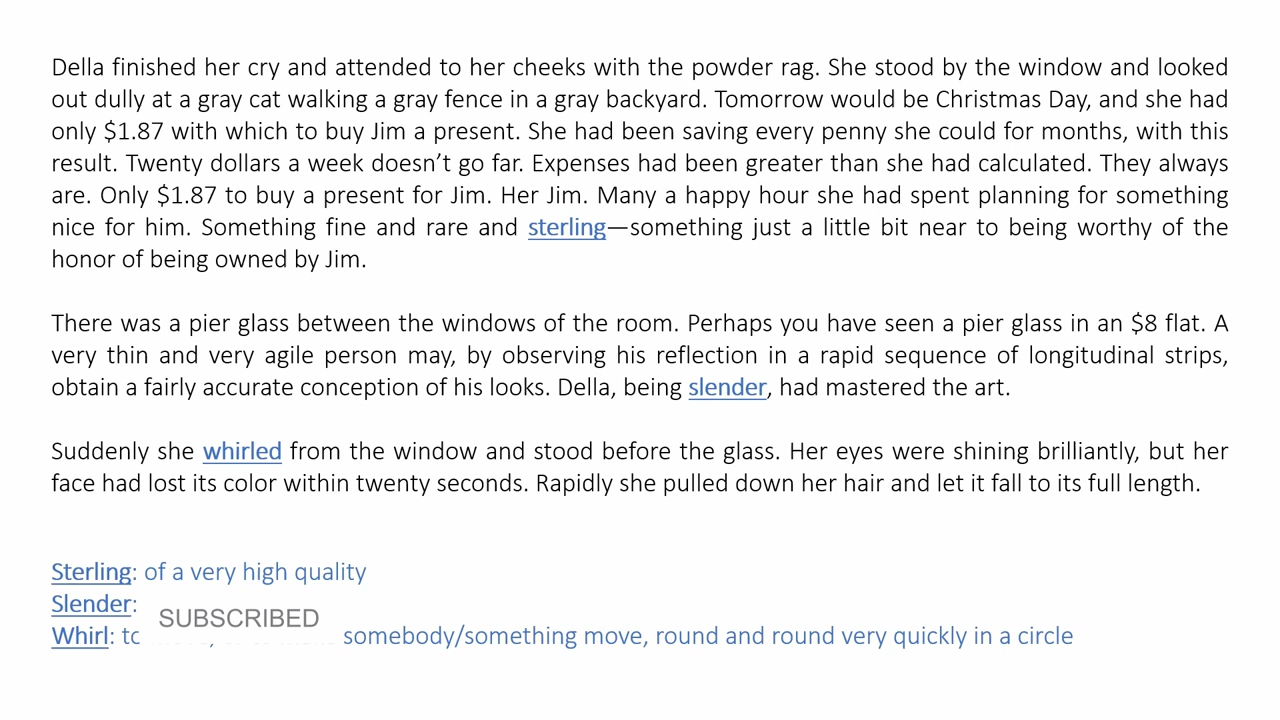 Della finished her cry and attended to her cheeks with the powder rag. She stood by the window and looked
out dully at a gray cat walking a gray fence in a gray backyard. Tomorrow would be Christmas Day, and she had
only $1.87 with which to buy Jim a present. She had been saving every penny she could for months, with this
result. Twenty dollars a week doesn’t go far. Expenses had been greater than she had calculated. They always
are. Only $1.87 to buy a present for Jim. Her Jim. Many a happy hour she had spent planning for something
nice for him. Something fine and rare and sterling—something just a little bit near to being worthy of the
honor of being owned by Jim.
There was a pier glass between the windows of the room. Perhaps you have seen a pier glass in an $8 flat. A
very thin and very agile person may, by observing his reflection in a rapid sequence of longitudinal strips,
obtain a fairly accurate conception of his looks. Della, being slender, had mastered the art.
Suddenly she whirled from the window and stood before the glass. Her eyes were shining brilliantly, but her
face had lost its color within twenty seconds. Rapidly she pulled down her hair and let it fall to its full length.
Sterling: of a very high quality
Slender:
SUBSCRIBED
Whirl: to somebody/something move, round and round very quickly in a circle